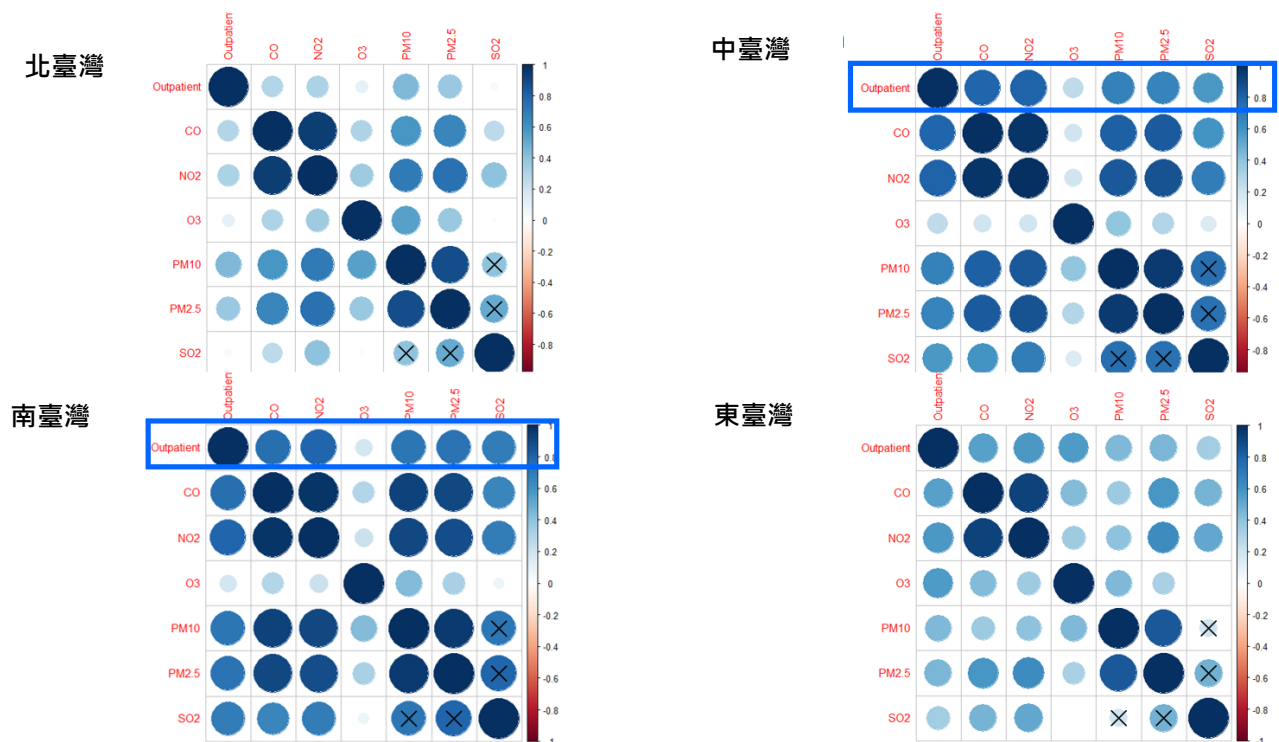 北臺灣
Outpatien CO NO2 O3 PM10 PM2.5 SO2
Outpatient
CO
NO2
O3
PM10
PM2.5
SO2
1
0.8
0.6
0.4
0.2
0
-0.2
-0.4
-0.6
-0.8
中臺灣
Outpatien CO NO2 O3 PM10 PM2.5 SO2
Outpatient
CO
NO2
O3
PM10
PM2.5
SO2
1
0.8
0.6
0.4
0.2
0
-0.2
-0.4
-0.6
-0.8
南臺灣
Outpatien CO NO2 O3 PM10 PM2.5 SO2
Outpatient
CO
NO2
O3
PM10
PM2.5
SO2
1
0.8
0.6
0.4
0.2
0
-0.2
-0.4
-0.6
-0.8
-1
東臺灣
Outpatien CO NO2 O3 PM10 PM2.5 SO2
Outpatient
CO
NO2
O3
PM10
PM2.5
SO2
1
0.8
0.6
0.4
0.2
0
-0.2
-0.4
-0.6
-0.8
-1